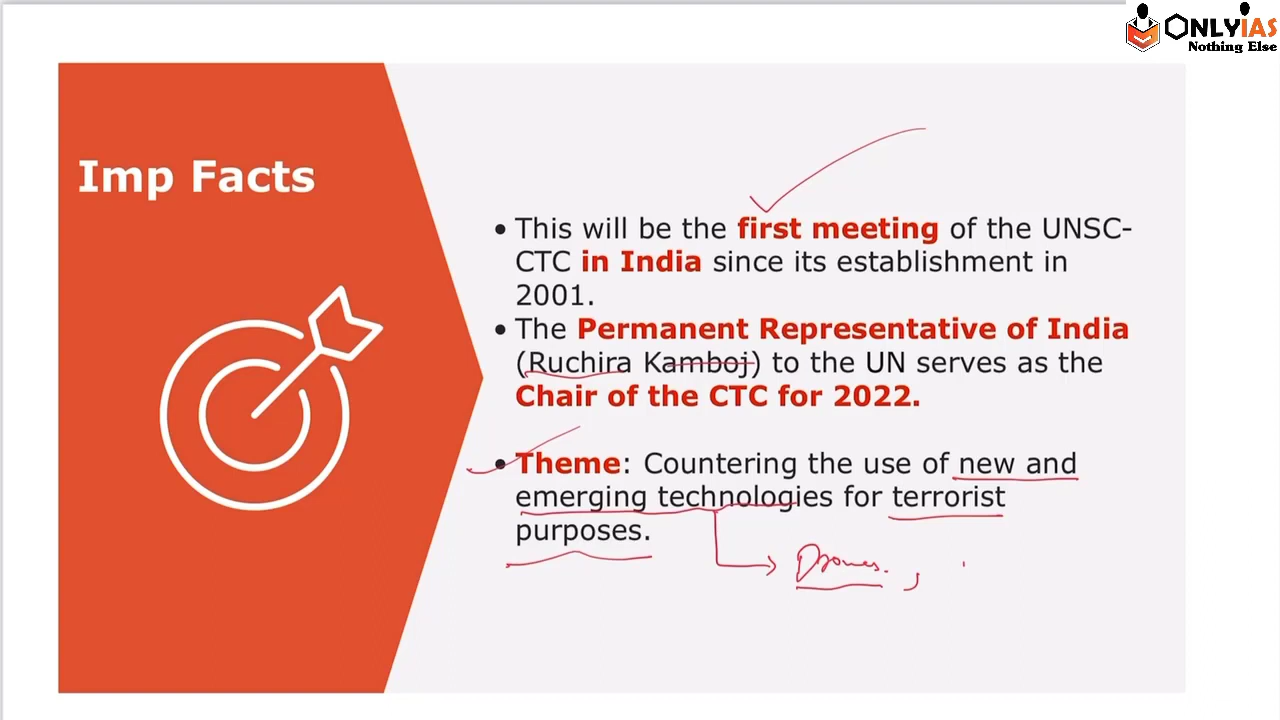 ONLYIAS
Nothing Else
Imp Facts
• This will be the first meeting of the UNSC-
CTC in India since its establishment in
2001.
• The Permanent Representative of India
(Ruchira Kamboj) to the UN serves as the
Chair of the CTC for 2022.
• Theme: Countering the use of new and
emerging technologies for terrorist
purposes.
Drones. ,